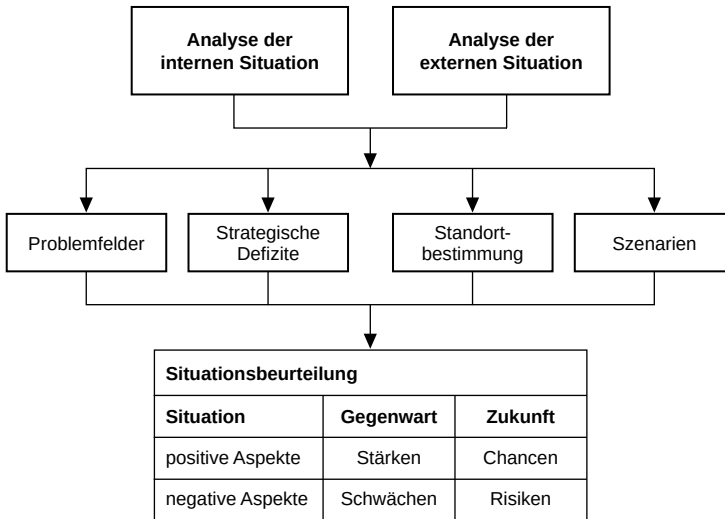 Analyse der
internen Situation
Analyse der
externen Situation
Problemfelder
Strategische
Defizite
Standort-
bestimmung
Szenarien
Situationsbeurteilung
Situation Gegenwart Zukunft
positive Aspekte Stärken Chancen
negative Aspekte Schwächen Risiken